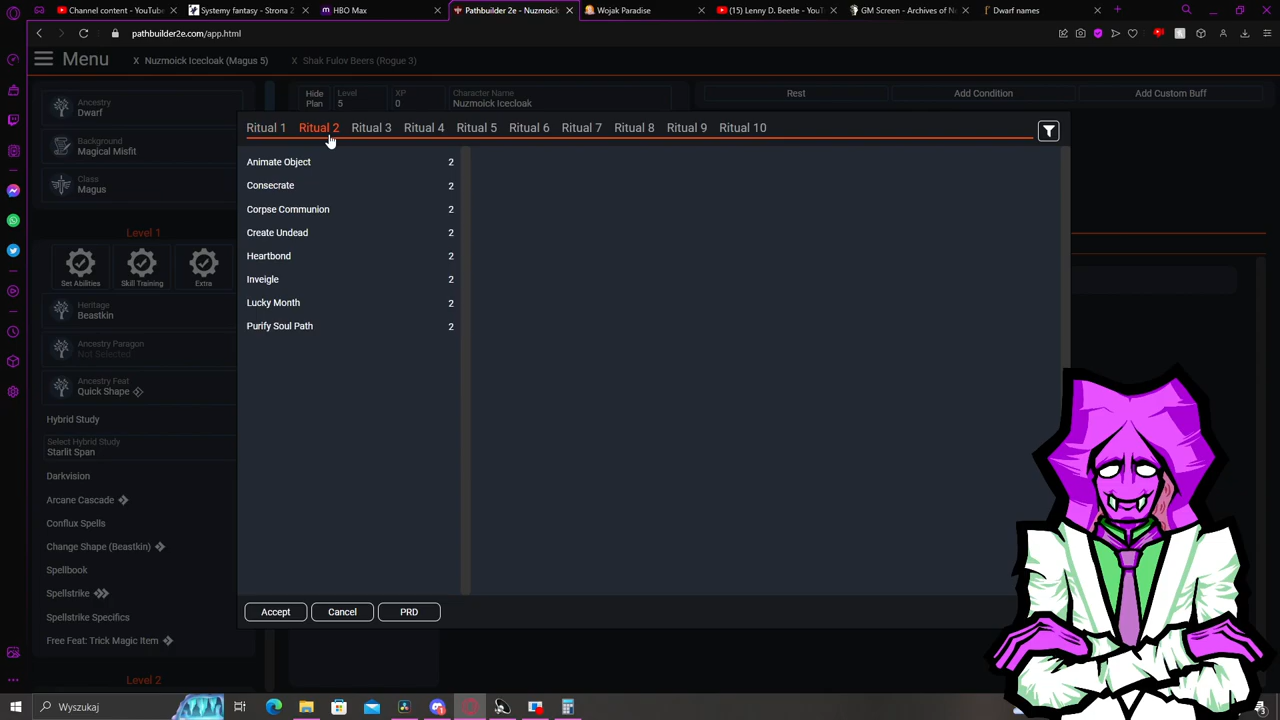 Channel content - YouTube
Systemy fantasy - Strona 2
HBO Max
Pathbuilder 2e - Nuzmoick
Wojak Paradise
(15) Lenny D. Beetle - YouT
GM Screen - Archives of N
Dwarf names
pathbuilder2e.com/app.html
Menu
X Nuzmoick Icecloak (Magus 5)
X Shak Fulov Beers (Rogue 3)
Ancestry
Dwarf
Hide
Plan
Level
5
XP
0
Character Name
Nuzmoick Icecloak
Rest
Add Condition
Add Custom Buff
Ritual 1 Ritual 2 Ritual 3 Ritual 4 Ritual 5 Ritual 6 Ritual 7 Ritual 8 Ritual 9 Ritual 10
Background
Magical Misfit
Class
Magus
Animate Object 2
Consecrate 2
Corpse Communion 2
Create Undead 2
Heartbond 2
Inveigle 2
Lucky Month 2
Purify Soul Path 2
Level 1
Set Abilities
Skill Training
Extra
Heritage
Beastkin
Ancestry Paragon
Not Selected
Ancestry Feat
Quick Shape
Hybrid Study
Select Hybrid Study
Starlit Span
Darkvision
Arcane Cascade
Conflux Spells
Change Shape (Beastkin)
Spellbook
Spellstrike
Spellstrike Specifics
Free Feat: Trick Magic Item
Level 2
Accept
Cancel
PRD
Wyszukaj